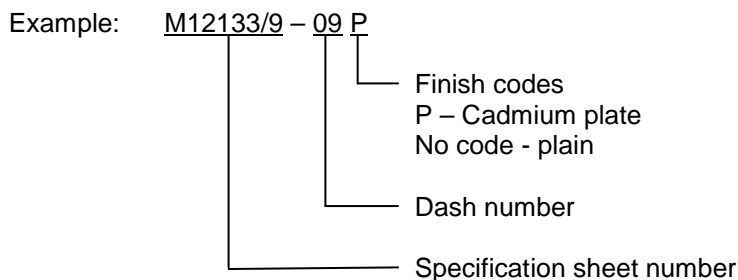 Example: M12133/9 – 09 P
Finish codes
P – Cadmium plate
No code - plain
Dash number
Specification sheet number